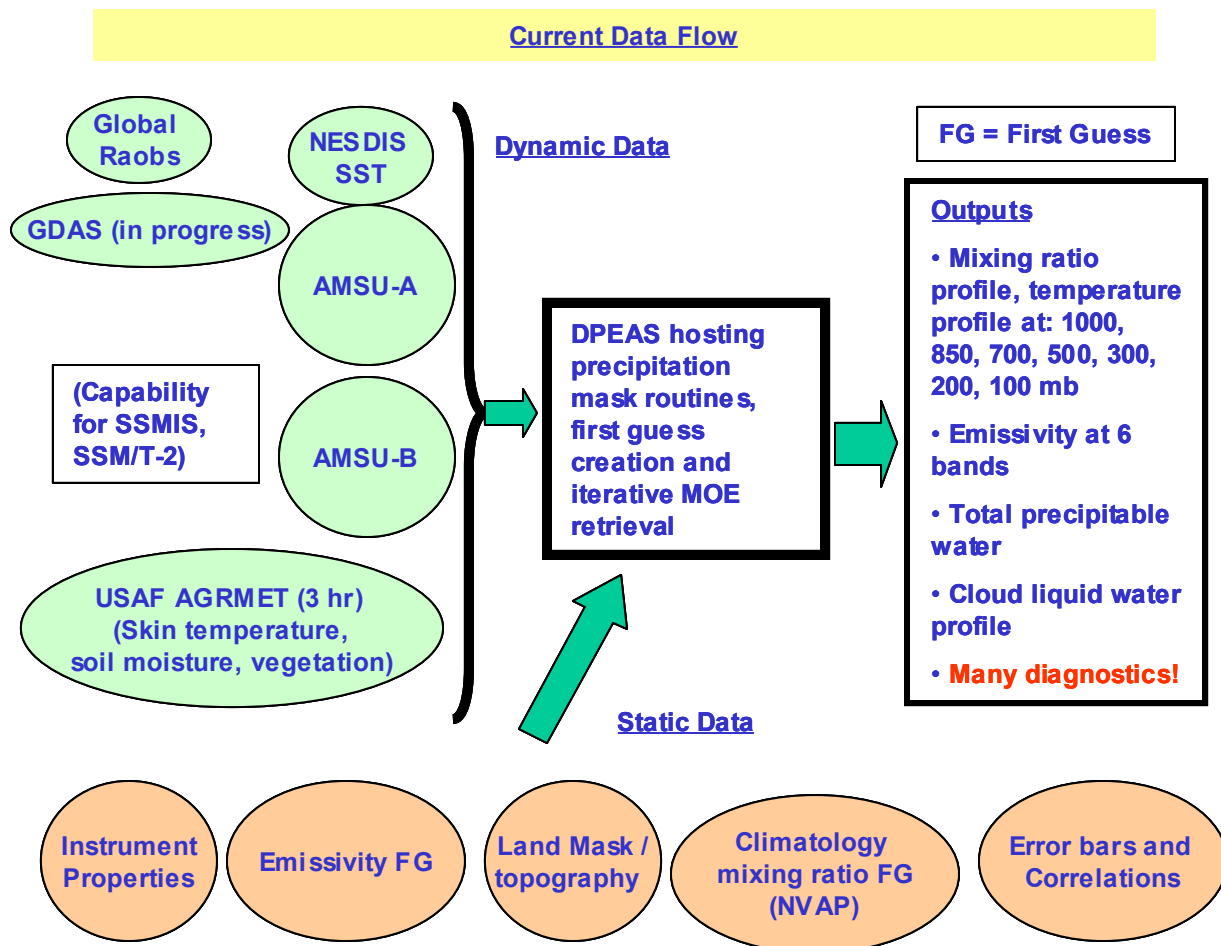 Current Data Flow
Global
Raobs
NESDIS
SST
GDAS (in progress)
AMSU-A
(Capability
for SSMIS,
SSM/T-2)
AMSU-B
USAF AGRMET (3 hr)
(Skin temperature,
soil moisture, vegetation)
Dynamic Data
DPEAS hosting
precipitation
mask routines,
first guess
creation and
iterative MOE
retrieval
Static Data
FG = First Guess
Outputs
• Mixing ratio
profile, temperature
profile at: 1000,
850, 700, 500, 300,
200, 100 mb
• Emissivity at 6
bands
• Total precipitable
water
• Cloud liquid water
profile
• Many diagnostics!
Instrument
Properties
Emissivity FG
Land Mask /
topography
Climatology
mixing ratio FG
(NVAP)
Error bars and
Correlations